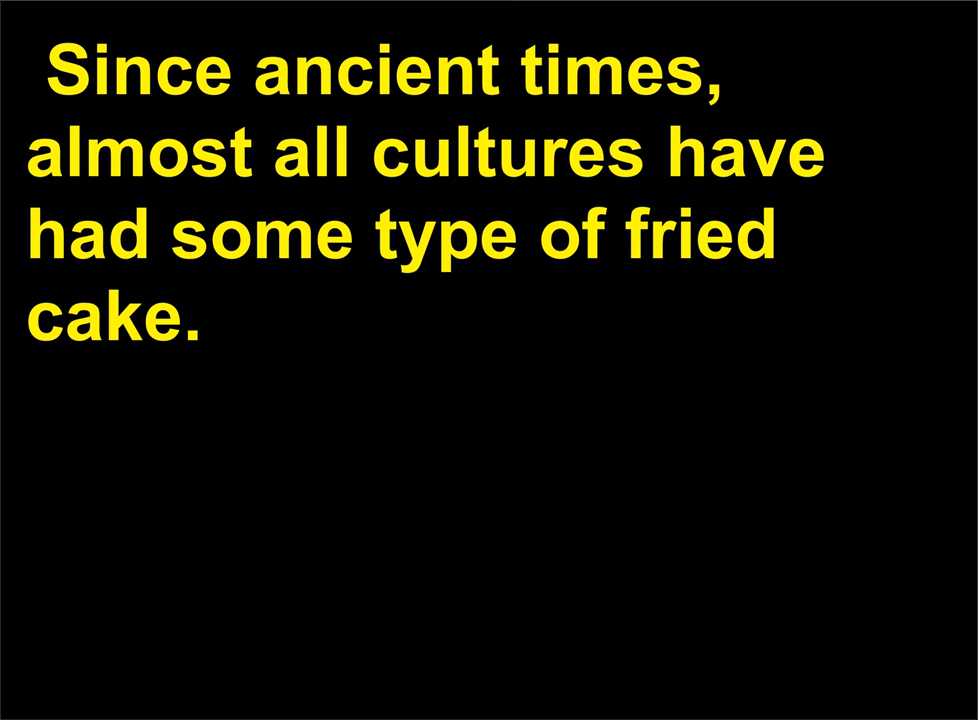 Since ancient times,
almost all cultures have
had some type of fried
cake.